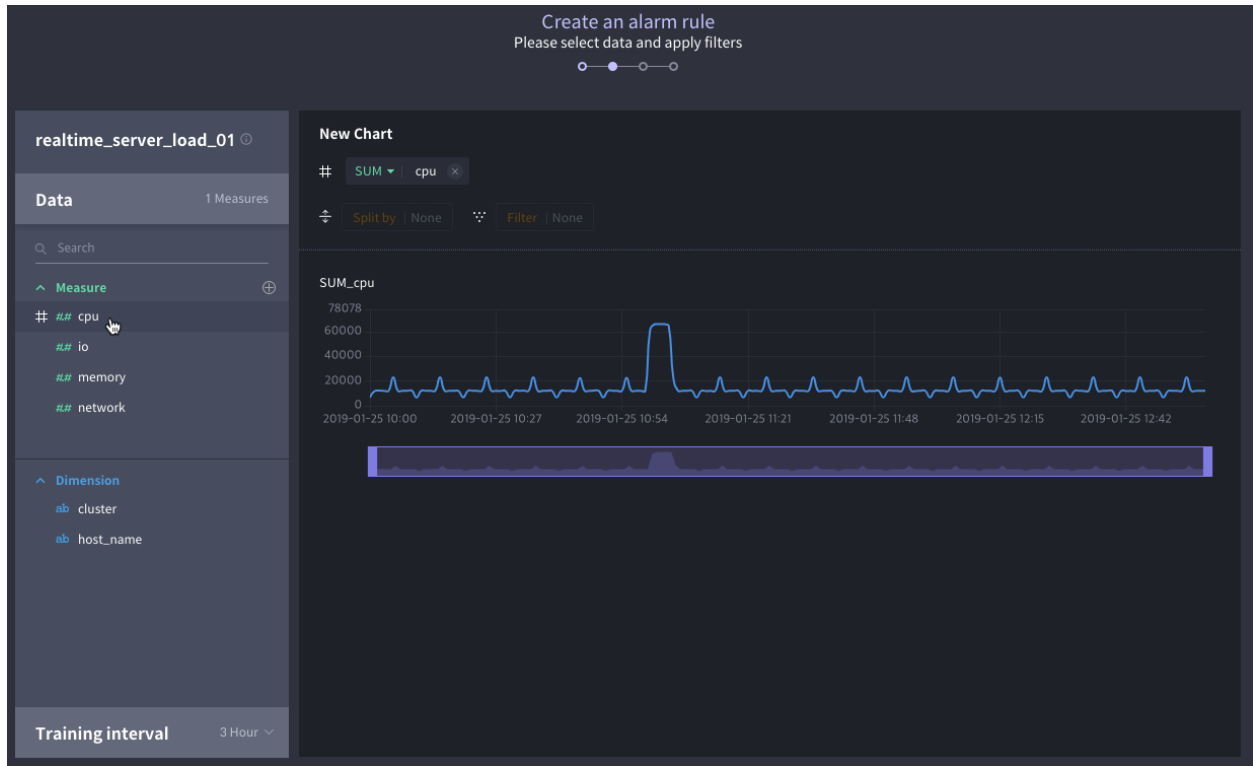 Create an alarm rule
Please select data and apply filters
realtime_server_load_01
Data 1 Measures
Search
Measure
## cpu
## io
## memory
## network
Dimension
ab cluster
ab host_name
Training interval 3 Hour
New Chart
SUM cpu
Split by | None Filter | None
SUM_cpu
78078
60000
40000
20000
0
2019-01-25 10:00 2019-01-25 10:27 2019-01-25 10:54 2019-01-25 11:21 2019-01-25 11:48 2019-01-25 12:15 2019-01-25 12:42